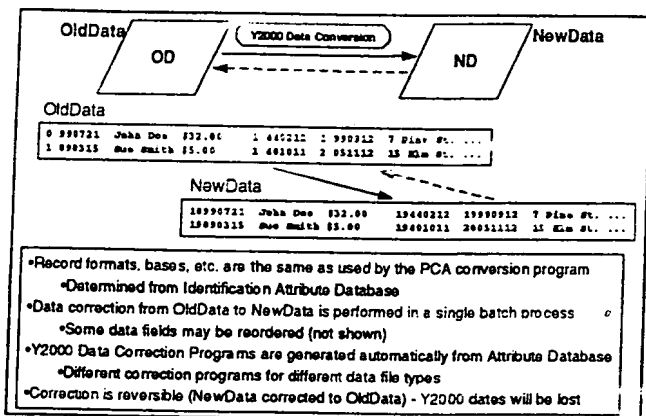 OldData
Y2000 Data Conversion
NewData
OD
ND
OldData
0 990721 John Doe $32.00 1 440212 1 990312 7 Pine St. ...
1 890315 Sue Smith $5.00 1 401011 2 051112 15 Elm St. ...
NewData
18990721 John Doe $32.00 19440212 19990912 7 Pine St. ...
19890315 Sue Smith $5.00 19401011 20051112 15 Elm St. ...
•Record formats, bases, etc. are the same as used by the PCA conversion program
•Determined from Identification Attribute Database
•Data correction from OldData to NewData is performed in a single batch process
•Some data fields may be reordered (not shown)
•Y2000 Data Correction Programs are generated automatically from Attribute Database
•Different correction programs for different data file types
•Correction is reversible (NewData corrected to OldData) - Y2000 dates will be lost